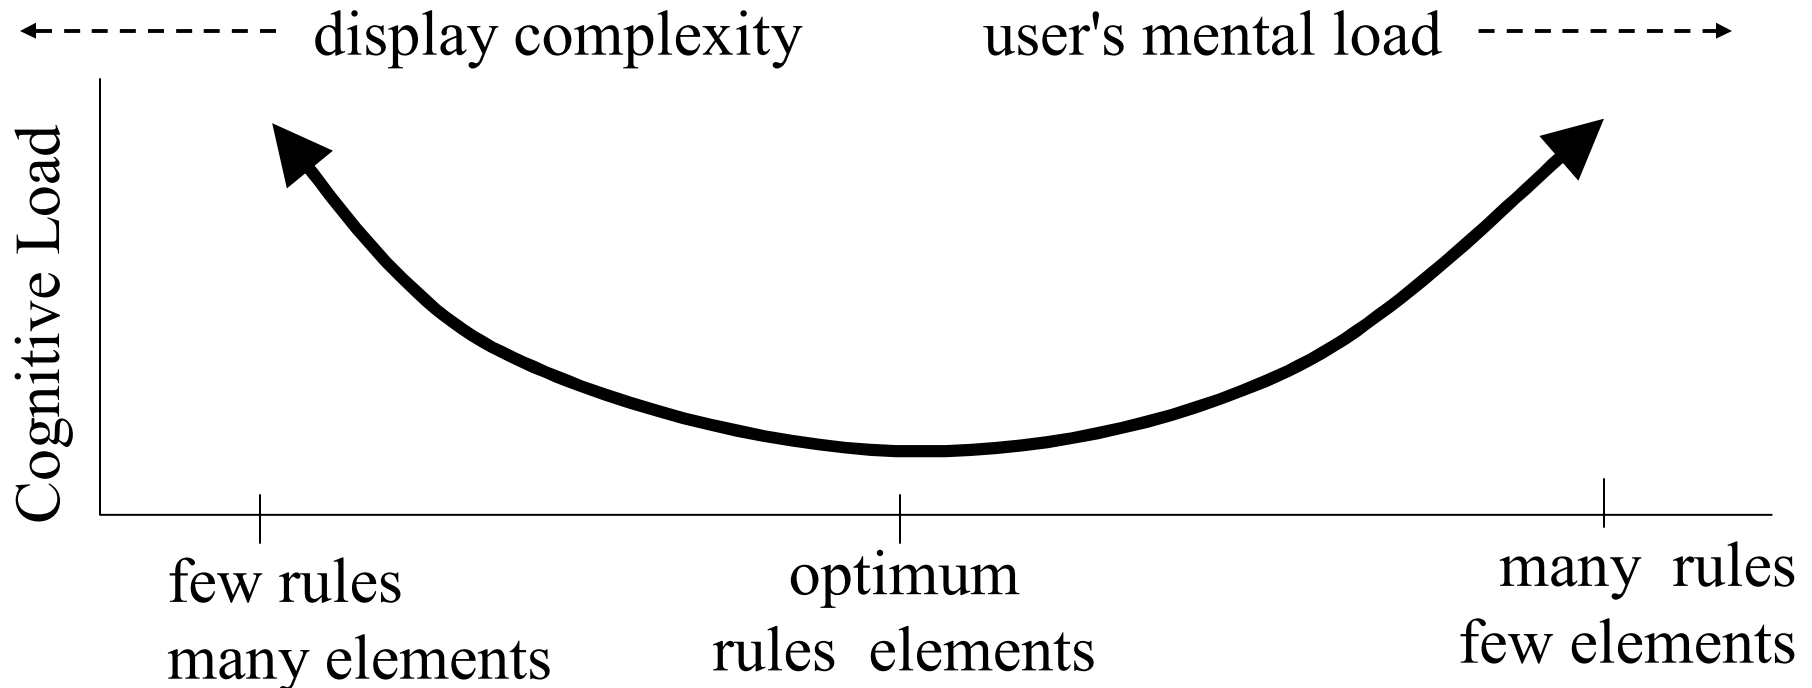 display complexity
user's mental load
Cognitive Load
few rules
many elements
optimum
rules elements
many rules
few elements